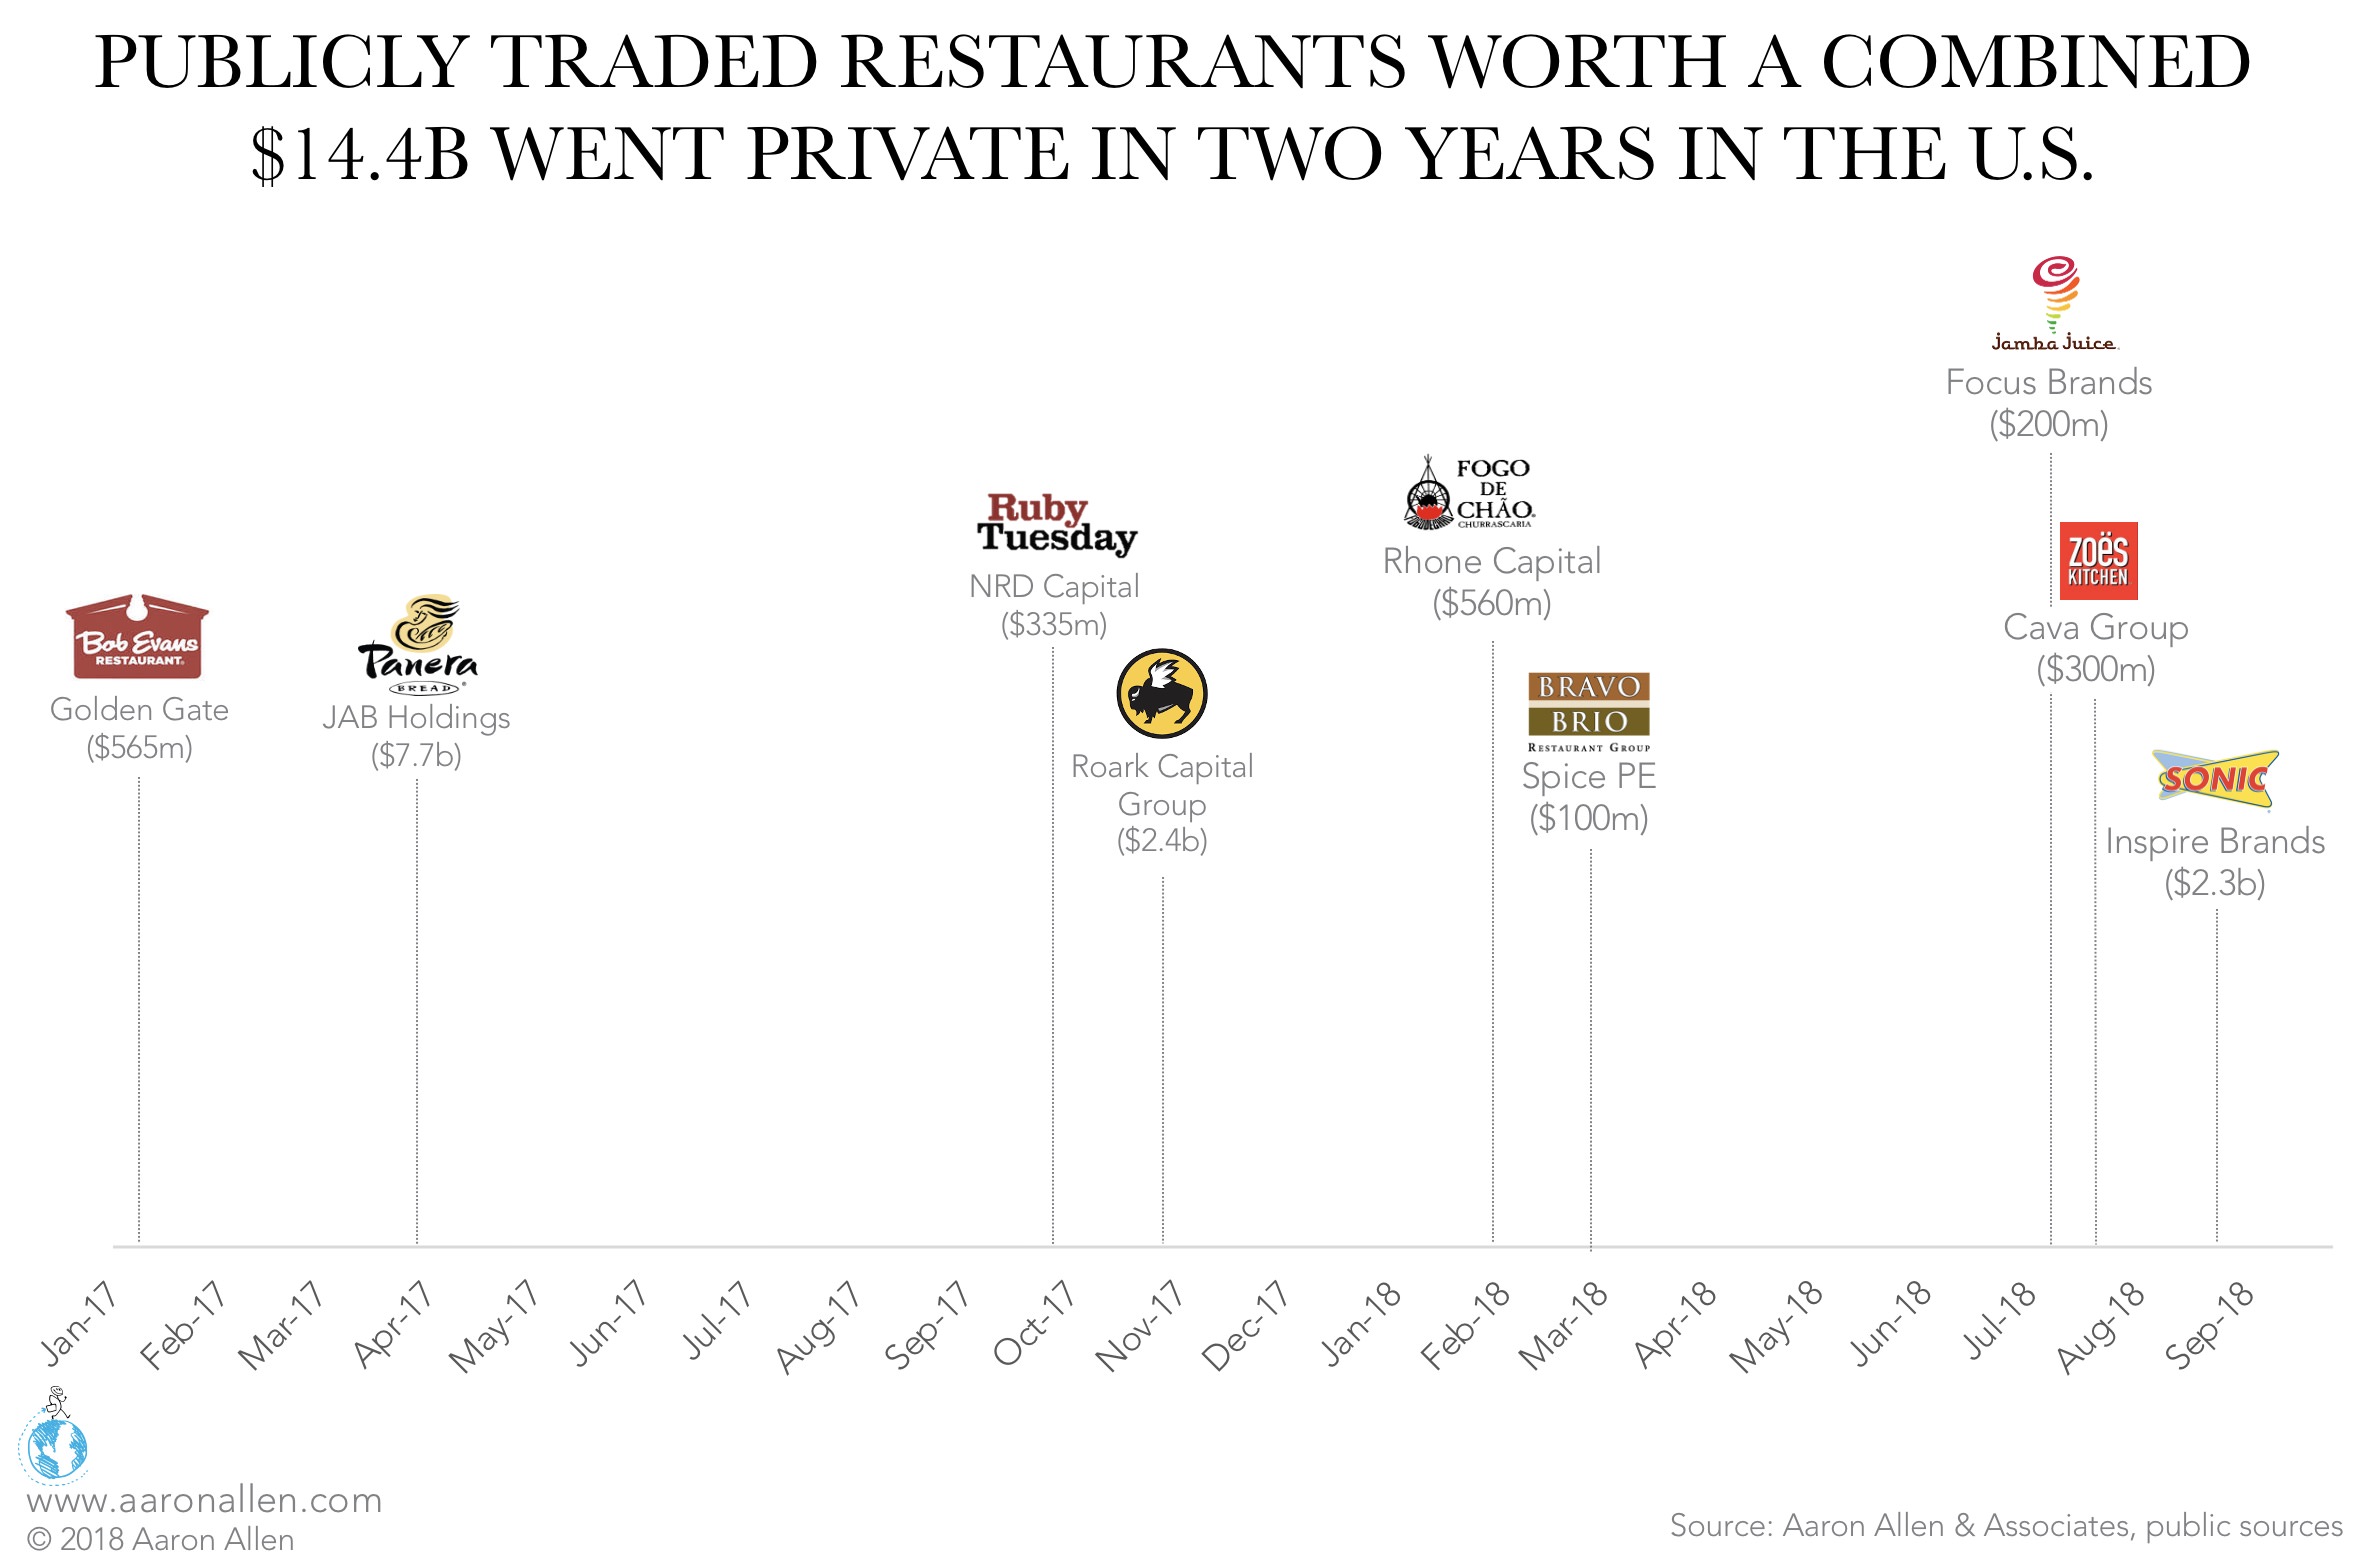 PUBLICLY TRADED RESTAURANTS WORTH A COMBINED
$14.4B WENT PRIVATE IN TWO YEARS IN THE U.S.
Bob Evans
RESTAURANT®
Golden Gate
($565m)
Panera
BREAD®
JAB Holdings
($7.7b)
Ruby
Tuesday
NRD Capital
($335m)
Roark Capital
Group
($2.4b)
FOGO
DE
CHÃO®
CHURRASCARIA
Rhone Capital
($560m)
BRAVO
BRIO
RESTAURANT GROUP
Spice PE
($100m)
jamba juice
Focus Brands
($200m)
ZOËS
KITCHEN
Cava Group
($300m)
SONIC
Inspire Brands
($2.3b)
Jan-17
Feb-17
Mar-17
Apr-17
May-17
Jun-17
Jul-17
Aug-17
Sep-17
Oct-17
Nov-17
Dec-17
Jan-18
Feb-18
Mar-18
Apr-18
May-18
Jun-18
Jul-18
Aug-18
Sep-18
www.aaronallen.com
© 2018 Aaron Allen
Source: Aaron Allen & Associates, public sources